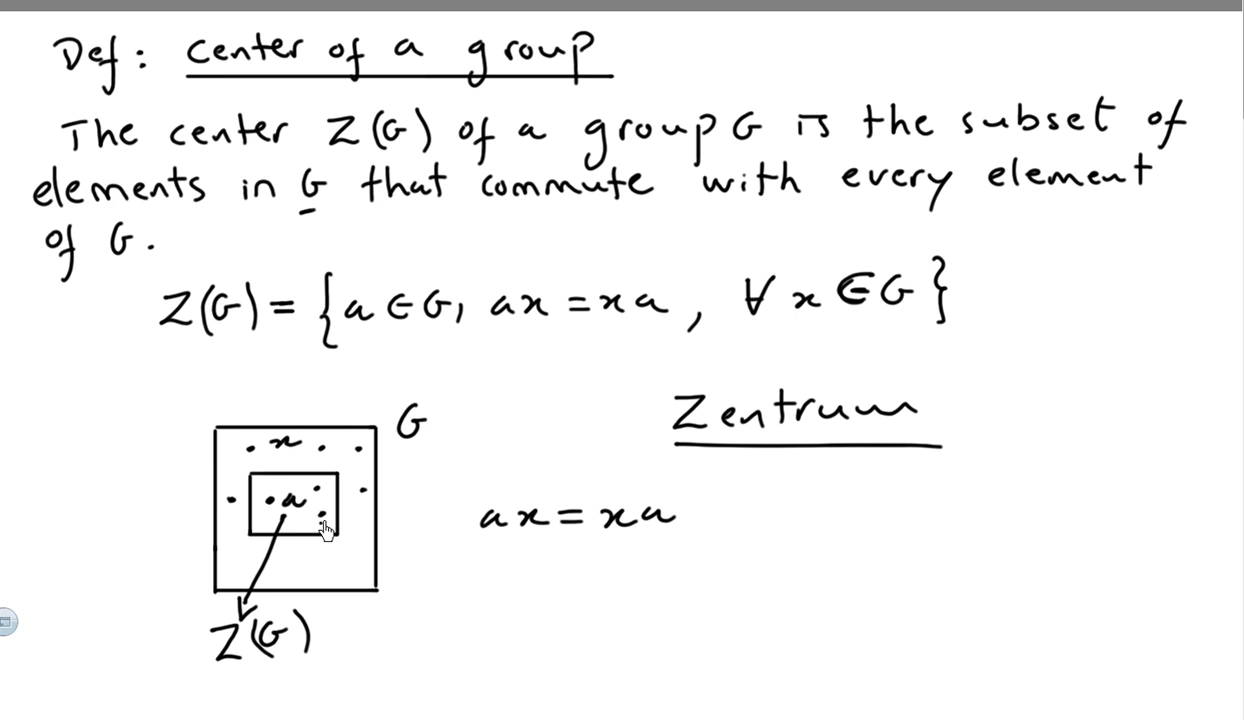 Def: center of a group
The center Z(G) of a group G is the subset of
elements in G that commute with every element
of G.
Z(G) = {a ∈ G, ax = xa, ∀ x ∈ G}
G
Zentrum
x
a
ax = xa
Z(G)